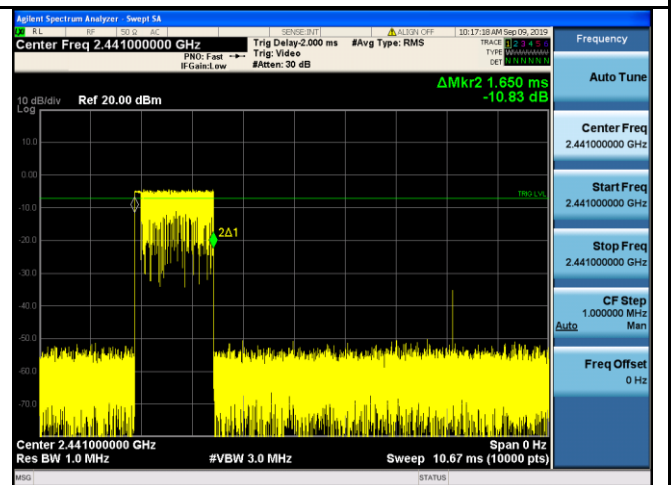 Agilent Spectrum Analyzer - Swept SA
RL RF 50 Ω AC SENSE:INT ALIGN OFF 10:17:18 AM Sep 09, 2019
Center Freq 2.441000000 GHz
PNO: Fast
IFGain:Low
Trig Delay-2.000 ms
Trig: Video
#Atten: 30 dB
#Avg Type: RMS
TRACE 1 2 3 4 5 6
TYPE
DET N N N N N N
ΔMkr2 1.650 ms
-10.83 dB
10 dB/div Ref 20.00 dBm
Log
10.0
0.00
TRIG LVL
-10.0
2Δ1
-20.0
-30.0
-40.0
-50.0
-60.0
-70.0
Center 2.441000000 GHz Span 0 Hz
Res BW 1.0 MHz #VBW 3.0 MHz Sweep 10.67 ms (10000 pts)
MSG STATUS
Frequency
Auto Tune
Center Freq
2.441000000 GHz
Start Freq
2.441000000 GHz
Stop Freq
2.441000000 GHz
CF Step
1.000000 MHz
Auto Man
Freq Offset
0 Hz